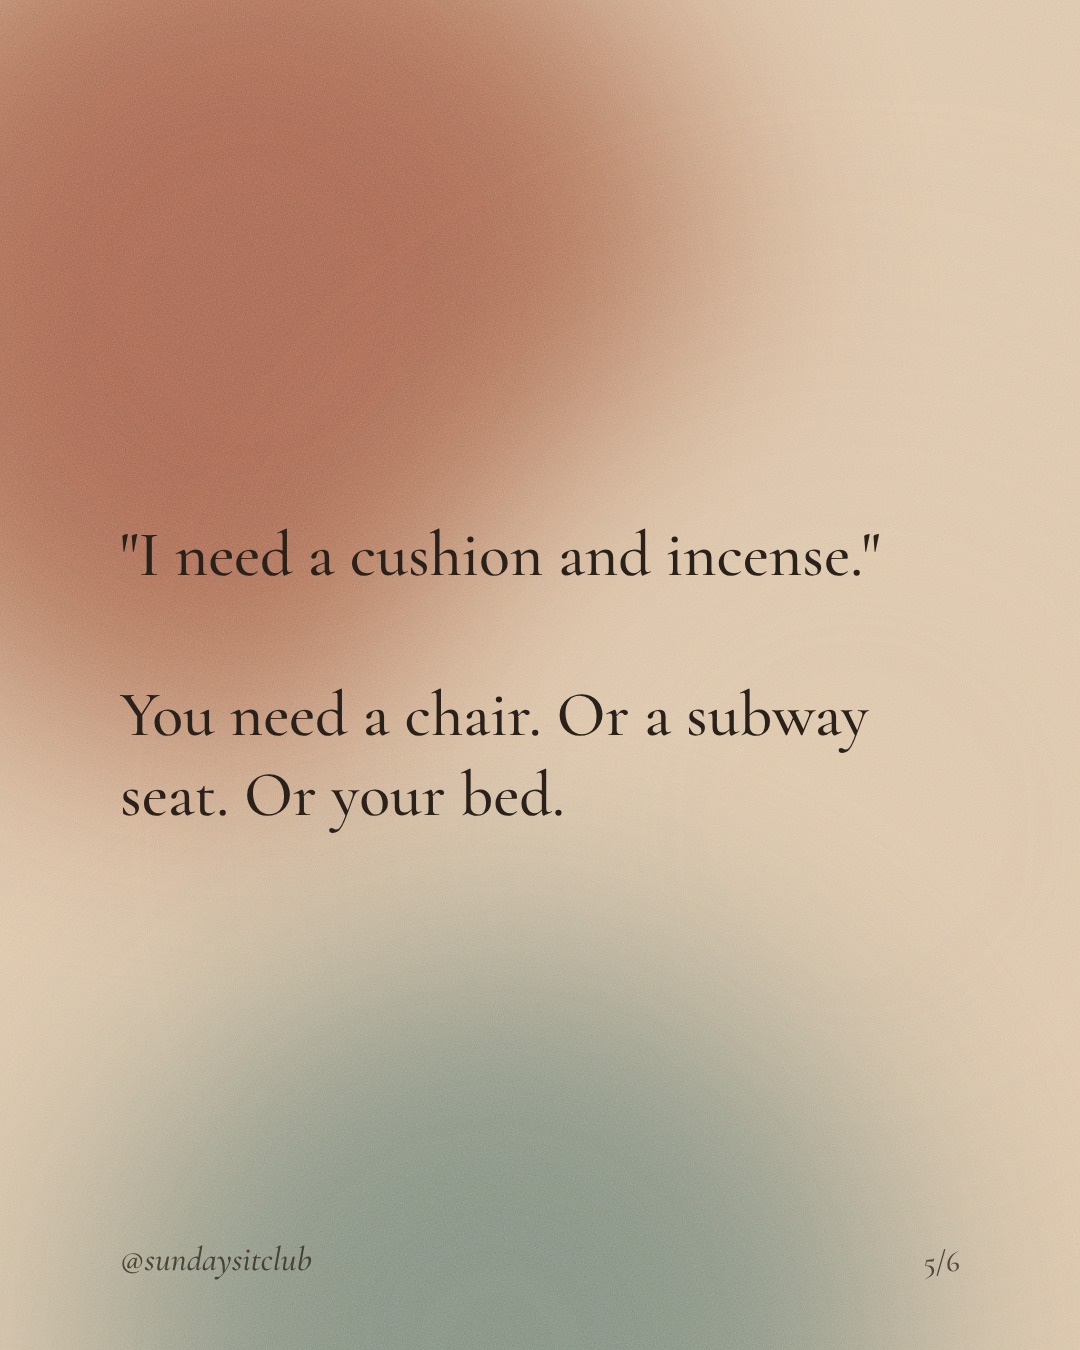 "I need a cushion and incense."
You need a chair. Or a subway
seat. Or your bed.
@sundaysitclub
5/6